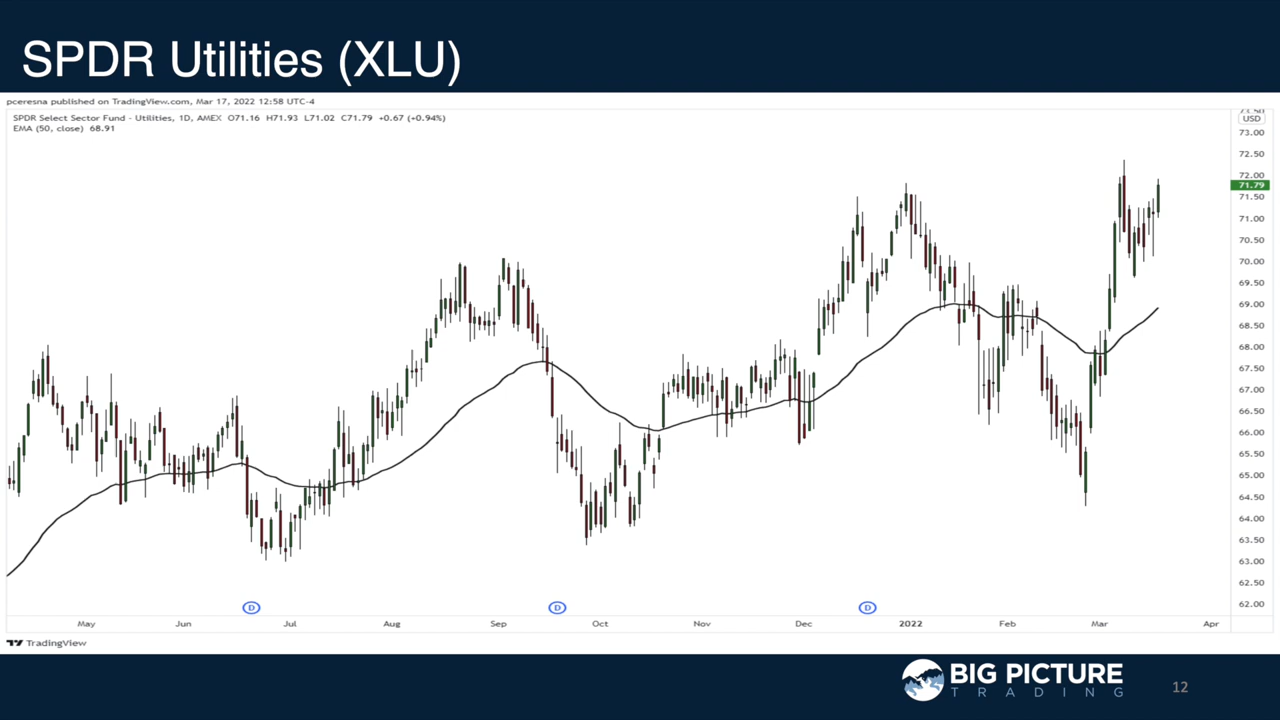 SPDR Utilities (XLU)
pceresna published on TradingView.com, Mar 17, 2022 12:58 UTC-4
SPDR Select Sector Fund - Utilities, 1D, AMEX O71.16 H71.93 L71.02 C71.79 +0.67 (+0.94%)
EMA (50, close) 68.91
USD
73.00
72.50
72.00
71.79
71.50
71.00
70.50
70.00
69.50
69.00
68.50
68.00
67.50
67.00
66.50
66.00
65.50
65.00
64.50
64.00
63.50
63.00
62.50
62.00
D D D
May Jun Jul Aug Sep Oct Nov Dec 2022 Feb Mar Apr
TradingView
BIG PICTURE
TRADING
12